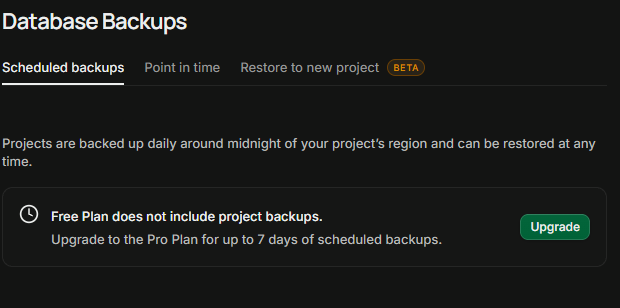 Database Backups
Scheduled backups Point in time Restore to new project BETA
Projects are backed up daily around midnight of your project's region and can be restored at any
time.
Free Plan does not include project backups.
Upgrade to the Pro Plan for up to 7 days of scheduled backups.
Upgrade